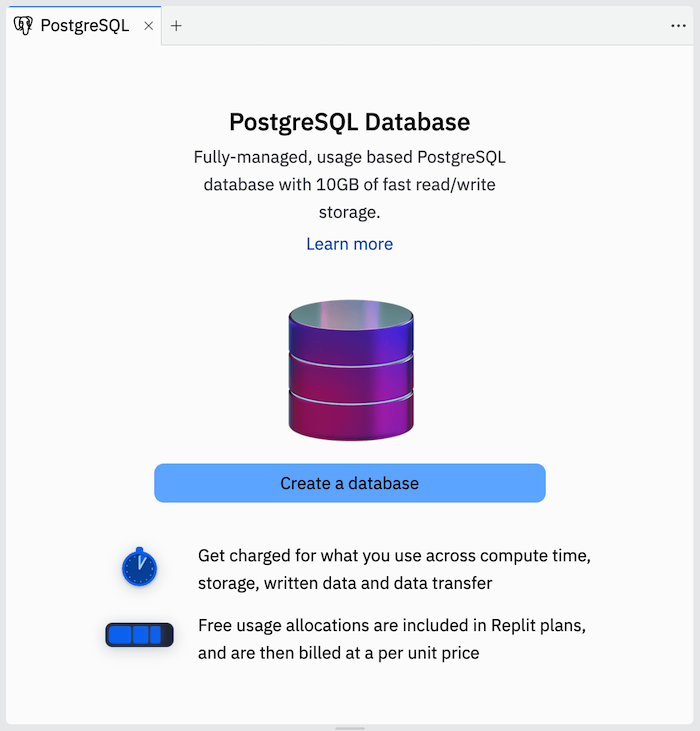 PostgreSQL
PostgreSQL Database
Fully-managed, usage based PostgreSQL
database with 10GB of fast read/write
storage.
Learn more
Create a database
Get charged for what you use across compute time,
storage, written data and data transfer
Free usage allocations are included in Replit plans,
and are then billed at a per unit price